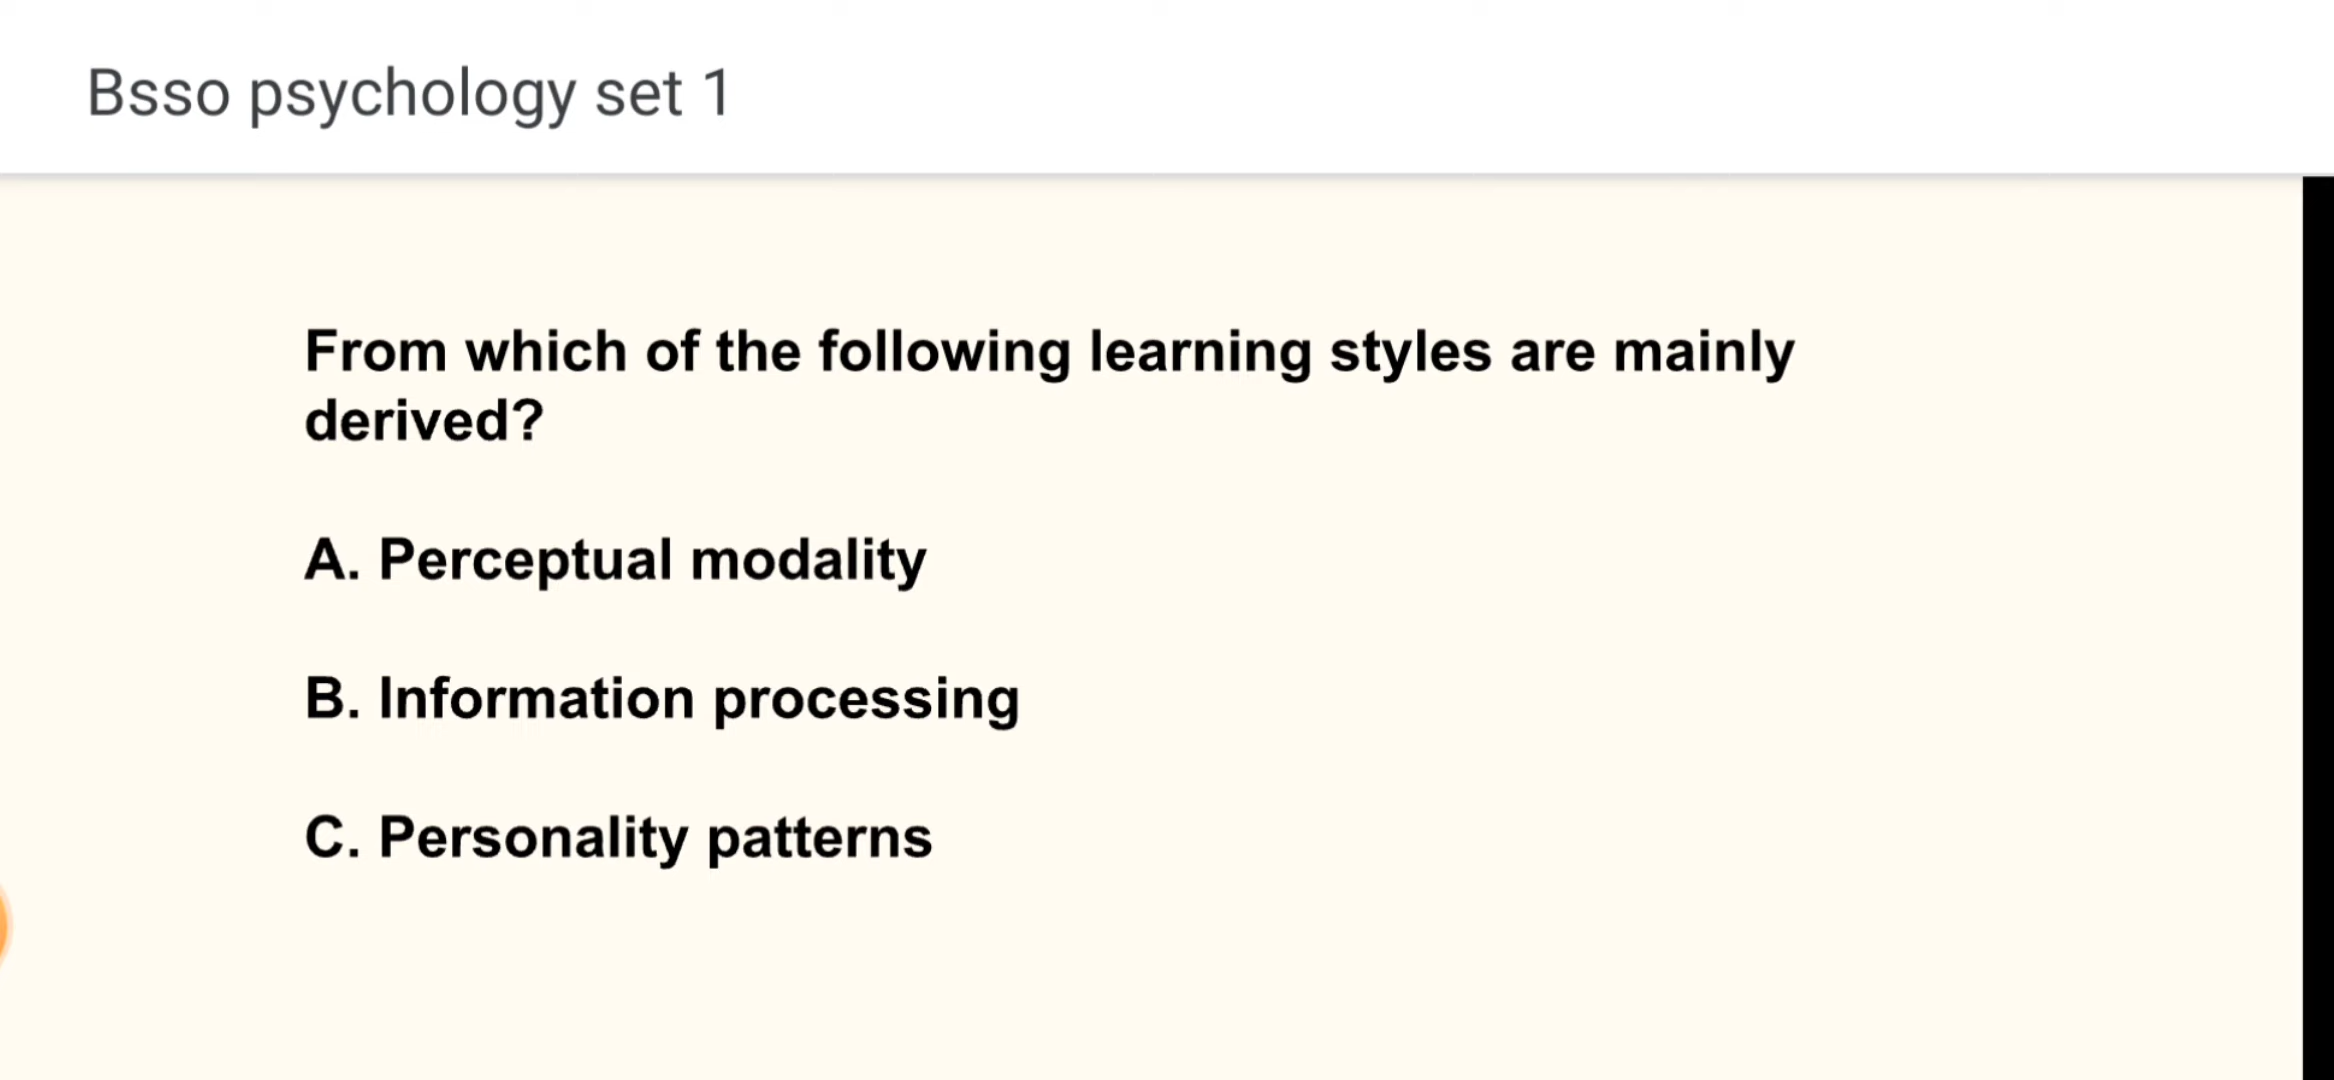 Bsso psychology set 1
From which of the following learning styles are mainly
derived?
A. Perceptual modality
B. Information processing
C. Personality patterns